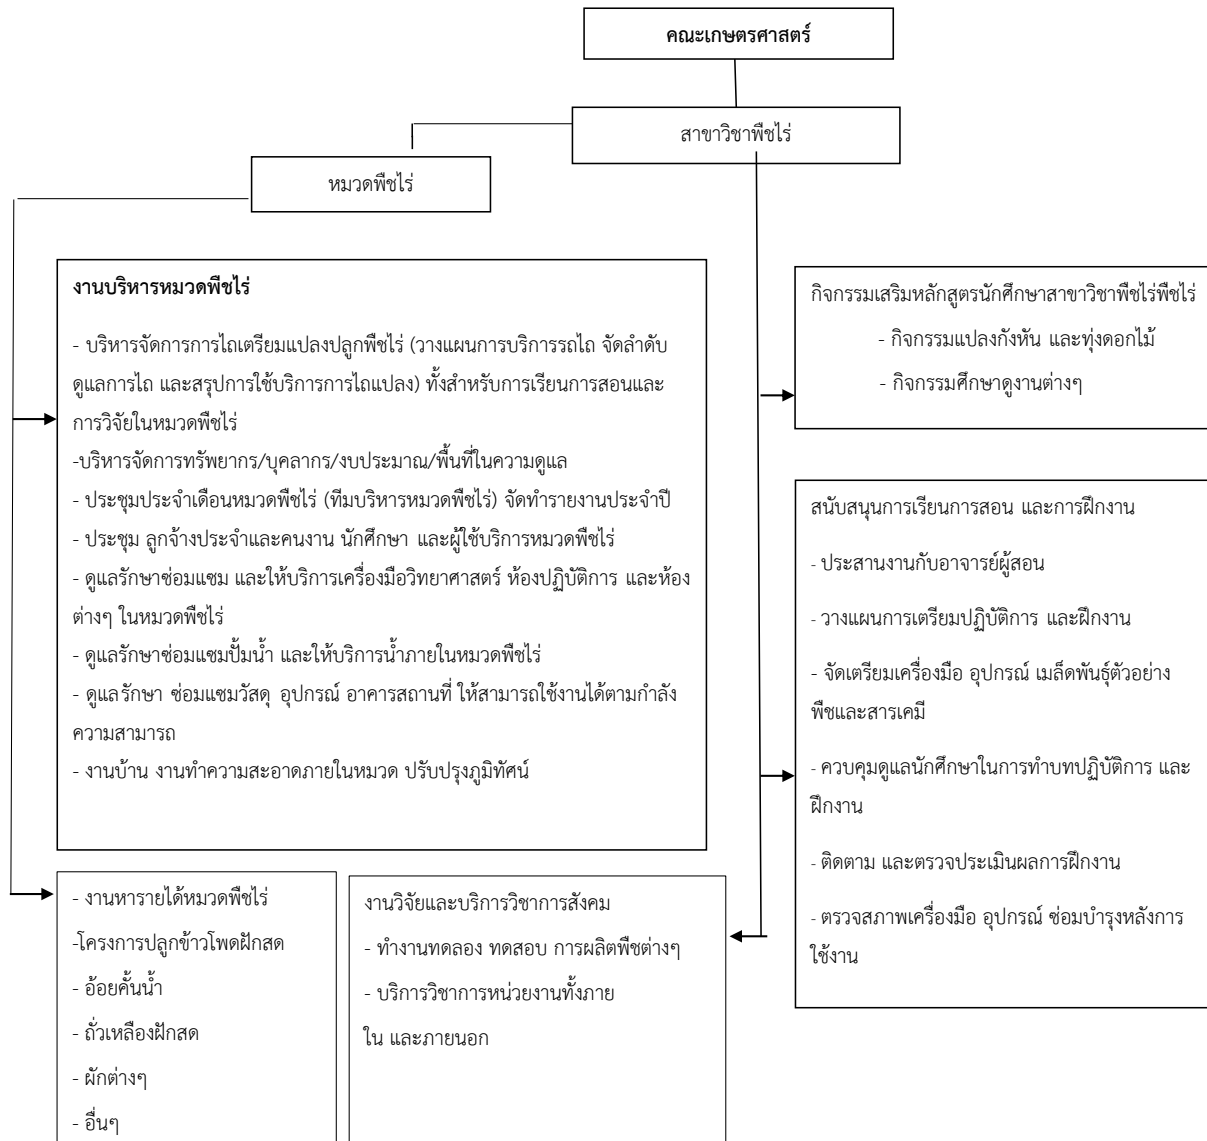 คณะเกษตรศาสตร์
สาขาวิชาพืชไร่
หมวดพืชไร่
งานบริหารหมวดพืชไร่
- บริหารจัดการการไถเตรียมแปลงปลูกพืชไร่ (วางแผนการบริการรถไถ จัดลำดับ
ดูแลการไถ และสรุปการใช้บริการการไถแปลง) ทั้งสำหรับการเรียนการสอนและ
การวิจัยในหมวดพืชไร่
-บริหารจัดการทรัพยากร/บุคลากร/งบประมาณ/พื้นที่ในความดูแล
- ประชุมประจำเดือนหมวดพืชไร่ (ทีมบริหารหมวดพืชไร่) จัดทำรายงานประจำปี
- ประชุม ลูกจ้างประจำและคนงาน นักศึกษา และผู้ใช้บริการหมวดพืชไร่
- ดูแลรักษาซ่อมแซม และให้บริการเครื่องมือวิทยาศาสตร์ ห้องปฏิบัติการ และห้อง
ต่างๆ ในหมวดพืชไร่
- ดูแลรักษาซ่อมแซมปั้มน้ำ และให้บริการน้ำภายในหมวดพืชไร่
- ดูแลรักษา ซ่อมแซมวัสดุ อุปกรณ์ อาคารสถานที่ ให้สามารถใช้งานได้ตามกำลัง
ความสามารถ
- งานบ้าน งานทำความสะอาดภายในหมวด ปรับปรุงภูมิทัศน์
กิจกรรมเสริมหลักสูตรนักศึกษาสาขาวิชาพืชไร่พืชไร่
- กิจกรรมแปลงกังหัน และทุ่งดอกไม้
- กิจกรรมศึกษาดูงานต่างๆ
สนับสนุนการเรียนการสอน และการฝึกงาน
- ประสานงานกับอาจารย์ผู้สอน
- วางแผนการเตรียมปฏิบัติการ และฝึกงาน
- จัดเตรียมเครื่องมือ อุปกรณ์ เมล็ดพันธุ์ตัวอย่าง
พืชและสารเคมี
- ควบคุมดูแลนักศึกษาในการทำบทปฏิบัติการ และ
ฝึกงาน
- ติดตาม และตรวจประเมินผลการฝึกงาน
- ตรวจสภาพเครื่องมือ อุปกรณ์ ซ่อมบำรุงหลังการ
ใช้งาน
- งานหารายได้หมวดพืชไร่
-โครงการปลูกข้าวโพดฝักสด
- อ้อยคั้นน้ำ
- ถั่วเหลืองฝักสด
- ผักต่างๆ
- อื่นๆ
งานวิจัยและบริการวิชาการสังคม
- ทำงานทดลอง ทดสอบ การผลิตพืชต่างๆ
- บริการวิชาการหน่วยงานทั้งภาย
ใน และภายนอก